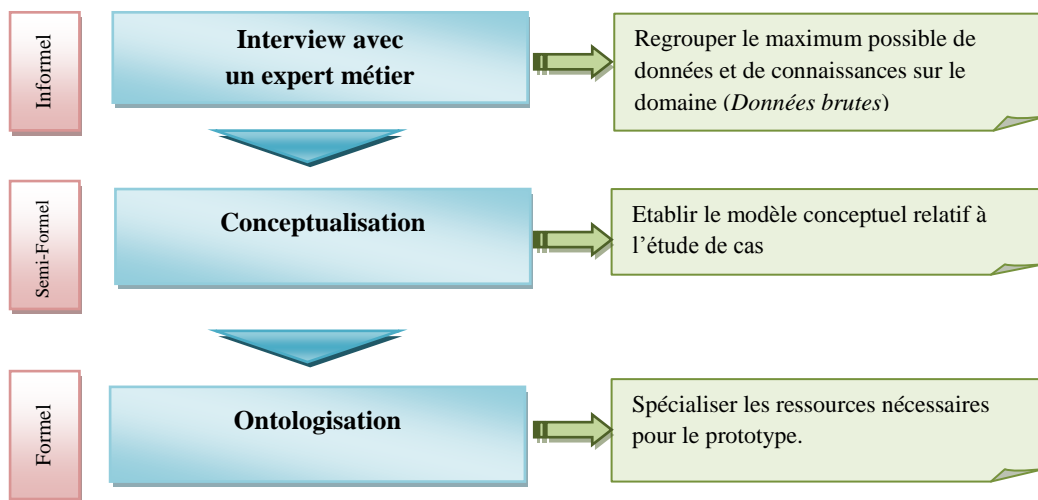 Informel
Interview avec
un expert métier
Regrouper le maximum possible de
données et de connaissances sur le
domaine (Données brutes)
Semi-Formel
Conceptualisation
Etablir le modèle conceptuel relatif à
l’étude de cas
Formel
Ontologisation
Spécialiser les ressources nécessaires
pour le prototype.